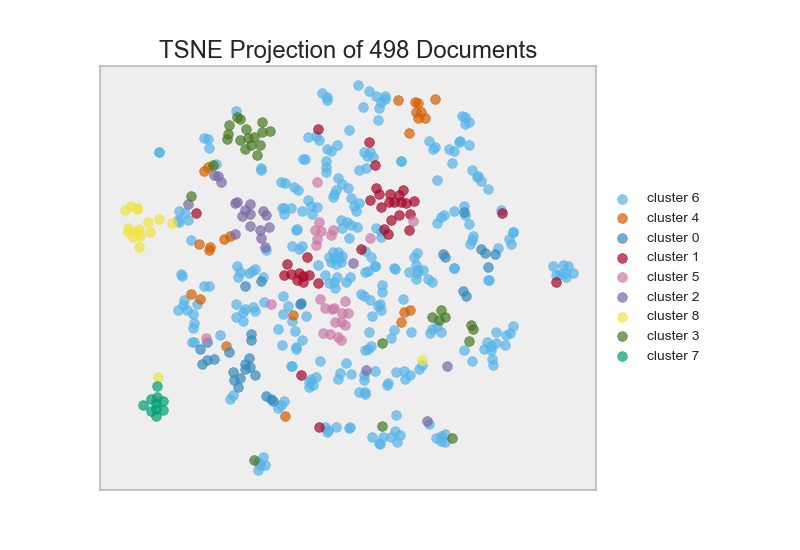 TSNE Projection of 498 Documents
cluster 6
cluster 4
cluster 0
cluster 1
cluster 5
cluster 2
cluster 8
cluster 3
cluster 7